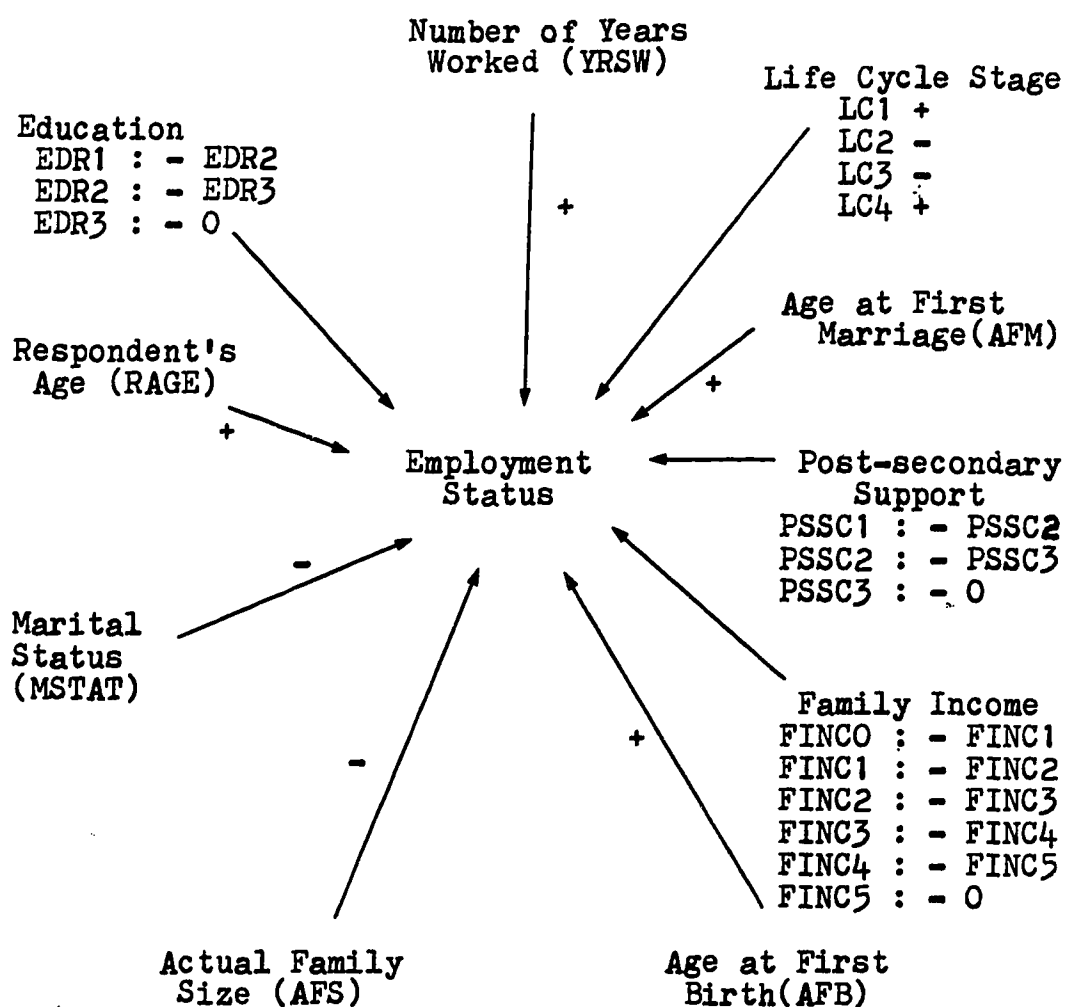 Number of Years
Worked (YRSW)
+
Life Cycle Stage
LC1 +
LC2 -
LC3 -
LC4 +
Education
EDR1 : - EDR2
EDR2 : - EDR3
EDR3 : - 0
Age at First
Marriage(AFM)
+
Respondent's
Age (RAGE)
+
Employment
Status
Post-secondary
Support
PSSC1 : - PSSC2
PSSC2 : - PSSC3
PSSC3 : - 0
Marital
Status
(MSTAT)
-
Family Income
FINC0 : - FINC1
FINC1 : - FINC2
FINC2 : - FINC3
FINC3 : - FINC4
FINC4 : - FINC5
FINC5 : - 0
-
+
Actual Family
Size (AFS)
Age at First
Birth(AFB)